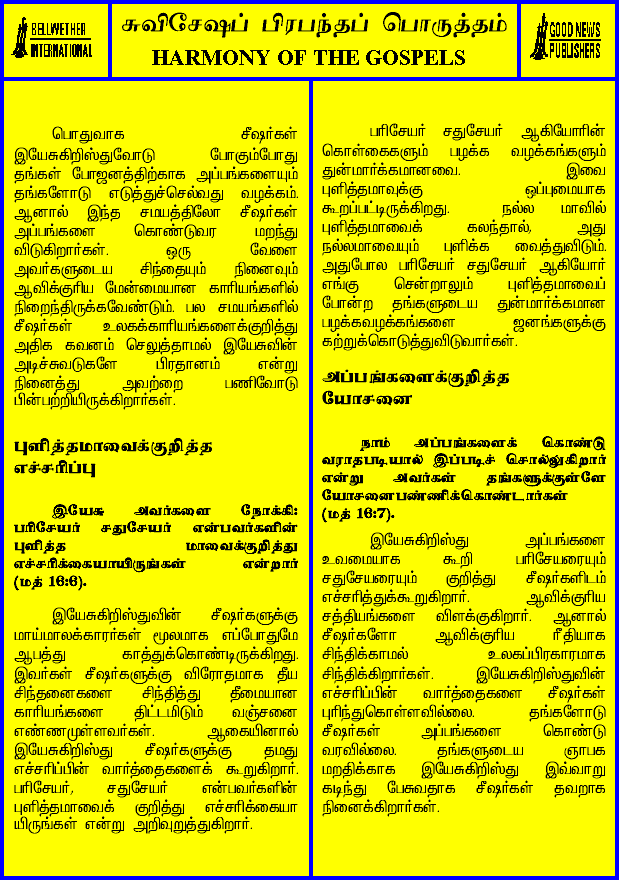 BELLWETHER
INTERNATIONAL
சுவிசேஷப் பிரபந்தப் பொருத்தம்
HARMONY OF THE GOSPELS
GOOD NEWS
PUBLISHERS
பொதுவாக சீஷர்கள்
இயேசுகிறிஸ்துவோடு போகும்போது
தங்கள் போஜனத்திற்காக அப்பங்களையும்
தங்களோடு எடுத்துச்செல்வது வழக்கம்.
ஆனால் இந்த சமயத்திலோ சீஷர்கள்
அப்பங்களை கொண்டுவர மறந்து
விடுகிறார்கள். ஒரு வேளை
அவர்களுடைய சிந்தையும் நினைவும்
ஆவிக்குரிய மேன்மையான காரியங்களில்
நிறைந்திருக்கவேண்டும். பல சமயங்களில்
சீஷர்கள் உலகக்காரியங்களைக்குறித்து
அதிக கவனம் செலுத்தாமல் இயேசுவின்
அடிச்சுவடுகளே பிரதானம் என்று
நினைத்து அவற்றை பணிவோடு
பின்பற்றியிருக்கிறார்கள்.
புளித்தமாவைக்குறித்த
எச்சரிப்பு
இயேசு அவர்களை நோக்கி:
பரிசேயர் சதுசேயர் என்பவர்களின்
புளித்த மாவைக்குறித்து
எச்சரிக்கையாயிருங்கள் என்றார்
(மத் 16:6).
இயேசுகிறிஸ்துவின் சீஷர்களுக்கு
மாய்மாலக்காரர்கள் மூலமாக எப்போதுமே
ஆபத்து காத்துக்கொண்டிருக்கிறது.
இவர்கள் சீஷர்களுக்கு விரோதமாக தீய
சிந்தனைகளை சிந்தித்து தீமையான
காரியங்களை திட்டமிடும் வஞ்சனை
எண்ணமுள்ளவர்கள். ஆகையினால்
இயேசுகிறிஸ்து சீஷர்களுக்கு தமது
எச்சரிப்பின் வார்த்தைகளைக் கூறுகிறார்.
பரிசேயர், சதுசேயர் என்பவர்களின்
புளித்தமாவைக் குறித்து எச்சரிக்கையா
யிருங்கள் என்று அறிவுறுத்துகிறார்.
பரிசேயர் சதுசேயர் ஆகியோரின்
கொள்கைகளும் பழக்க வழக்கங்களும்
துன்மார்க்கமானவை. இவை
புளித்தமாவுக்கு ஒப்புமையாக
கூறப்பட்டிருக்கிறது. நல்ல மாவில்
புளித்தமாவைக் கலந்தால், அது
நல்லமாவையும் புளிக்க வைத்துவிடும்.
அதுபோல பரிசேயர் சதுசேயர் ஆகியோர்
எங்கு சென்றாலும் புளித்தமாவைப்
போன்ற தங்களுடைய துன்மார்க்கமான
பழக்கவழக்கங்களை ஜனங்களுக்கு
கற்றுக்கொடுத்துவிடுவார்கள்.
அப்பங்களைக்குறித்த
யோசனை
நாம் அப்பங்களைக் கொண்டு
வராதபடியால் இப்படிச் சொல்லுகிறார்
என்று அவர்கள் தங்களுக்குள்ளே
யோசனைபண்ணிக்கொண்டார்கள்
(மத் 16:7).
இயேசுகிறிஸ்து அப்பங்களை
உவமையாக கூறி பரிசேயரையும்
சதுசேயரையும் குறித்து சீஷர்களிடம்
எச்சரித்துக்கூறுகிறார். ஆவிக்குரிய
சத்தியங்களை விளக்குகிறார். ஆனால்
சீஷர்களோ ஆவிக்குரிய ரீதியாக
சிந்திக்காமல் உலகப்பிரகாரமாக
சிந்திக்கிறார்கள். இயேசுகிறிஸ்துவின்
எச்சரிப்பின் வார்த்தைகளை சீஷர்கள்
புரிந்துகொள்ளவில்லை. தங்களோடு
சீஷர்கள் அப்பங்களை கொண்டு
வரவில்லை. தங்களுடைய ஞாபக
மறதிக்காக இயேசுகிறிஸ்து இவ்வாறு
கடிந்து பேசுவதாக சீஷர்கள் தவறாக
நினைக்கிறார்கள்.